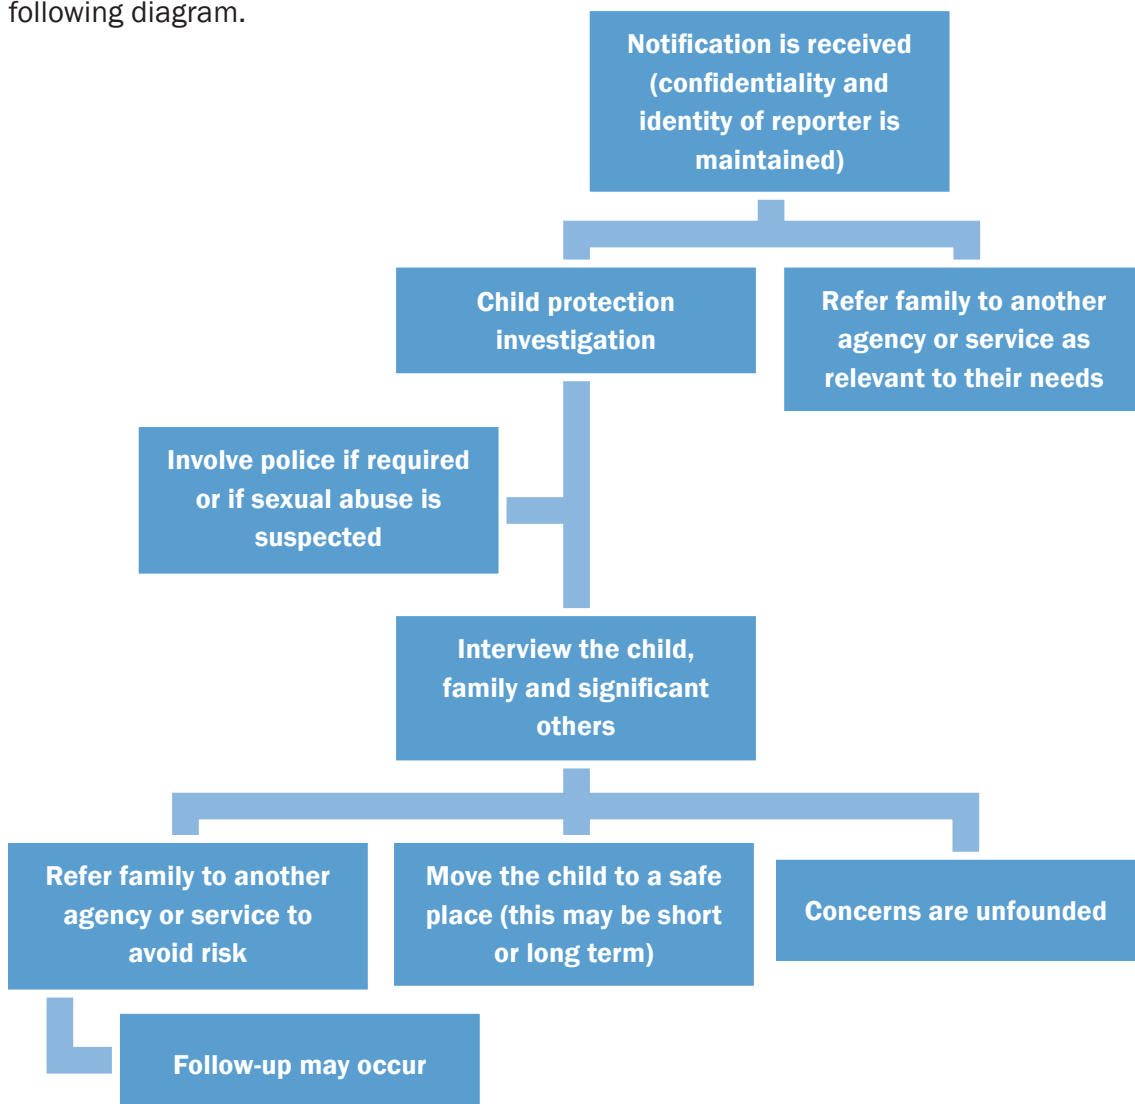 following diagram.
Notification is received
(confidentiality and
identity of reporter is
maintained)
Child protection
investigation
Refer family to another
agency or service as
relevant to their needs
Involve police if required
or if sexual abuse is
suspected
Interview the child,
family and significant
others
Refer family to another
agency or service to
avoid risk
Move the child to a safe
place (this may be short
or long term)
Concerns are unfounded
Follow-up may occur